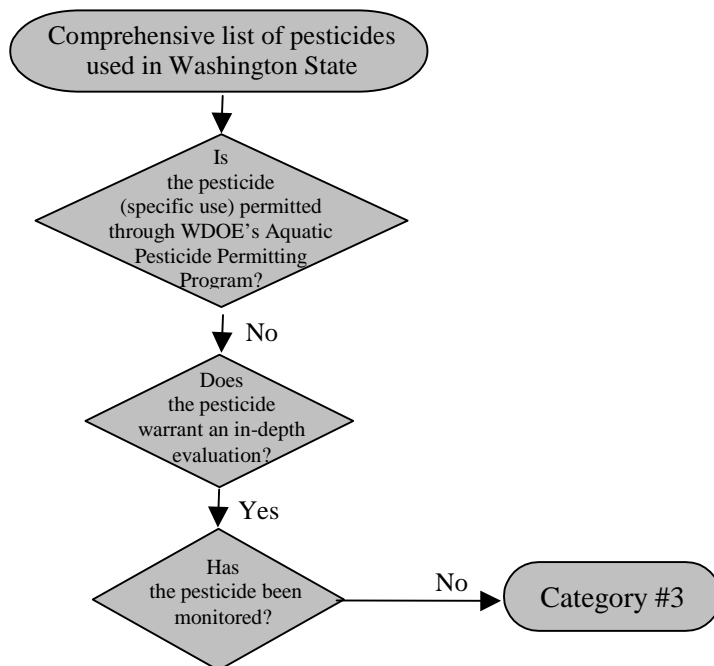 Comprehensive list of pesticides
used in Washington State
Is
the pesticide
(specific use) permitted
through WDOE's Aquatic
Pesticide Permitting
Program?
No
Does
the pesticide
warrant an in-depth
evaluation?
Yes
Has
the pesticide been
monitored?
No
Category #3